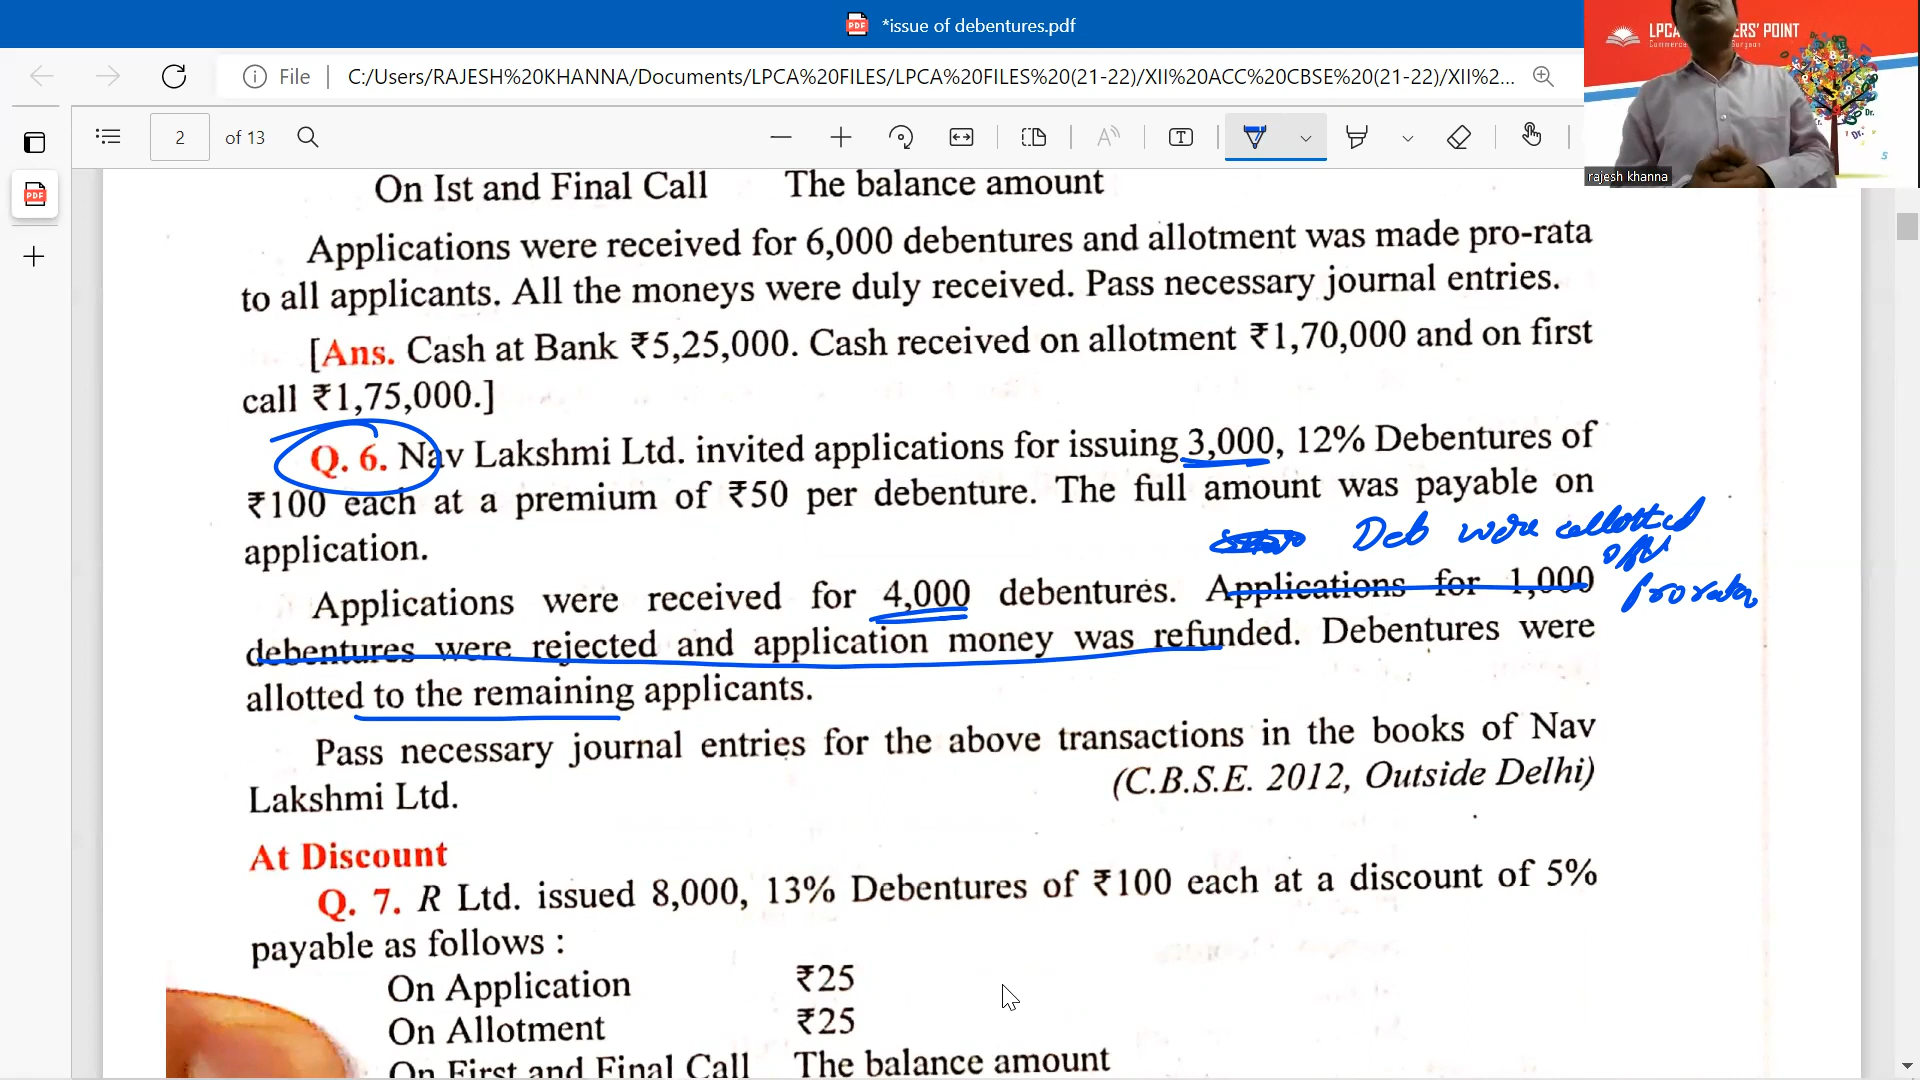 *issue of debentures.pdf
LPCA ERS' POINT
File
C:/Users/RAJESH%20KHANNA/Documents/LPCA%20FILES/LPCA%20FILES%20(21-22)/XII%20ACC%20CBSE%20(21-22)/XII%2...
2 of 13
rajesh khanna
On Ist and Final Call The balance amount
Applications were received for 6,000 debentures and allotment was made pro-rata
to all applicants. All the moneys were duly received. Pass necessary journal entries.
[Ans. Cash at Bank ₹5,25,000. Cash received on allotment ₹1,70,000 and on first
call ₹1,75,000.]
Q. 6. Nav Lakshmi Ltd. invited applications for issuing 3,000, 12% Debentures of
₹100 each at a premium of ₹50 per debenture. The full amount was payable on
application.
Deb were allotted
Applications were received for 4,000 debentures. Applications for 1,000
prorata
debentures were rejected and application money was refunded. Debentures were
allotted to the remaining applicants.
Pass necessary journal entries for the above transactions in the books of Nav
Lakshmi Ltd. (C.B.S.E. 2012, Outside Delhi)
At Discount
Q. 7. R Ltd. issued 8,000, 13% Debentures of ₹100 each at a discount of 5%
payable as follows :
On Application ₹25
On Allotment ₹25
On First and Final Call The balance amount